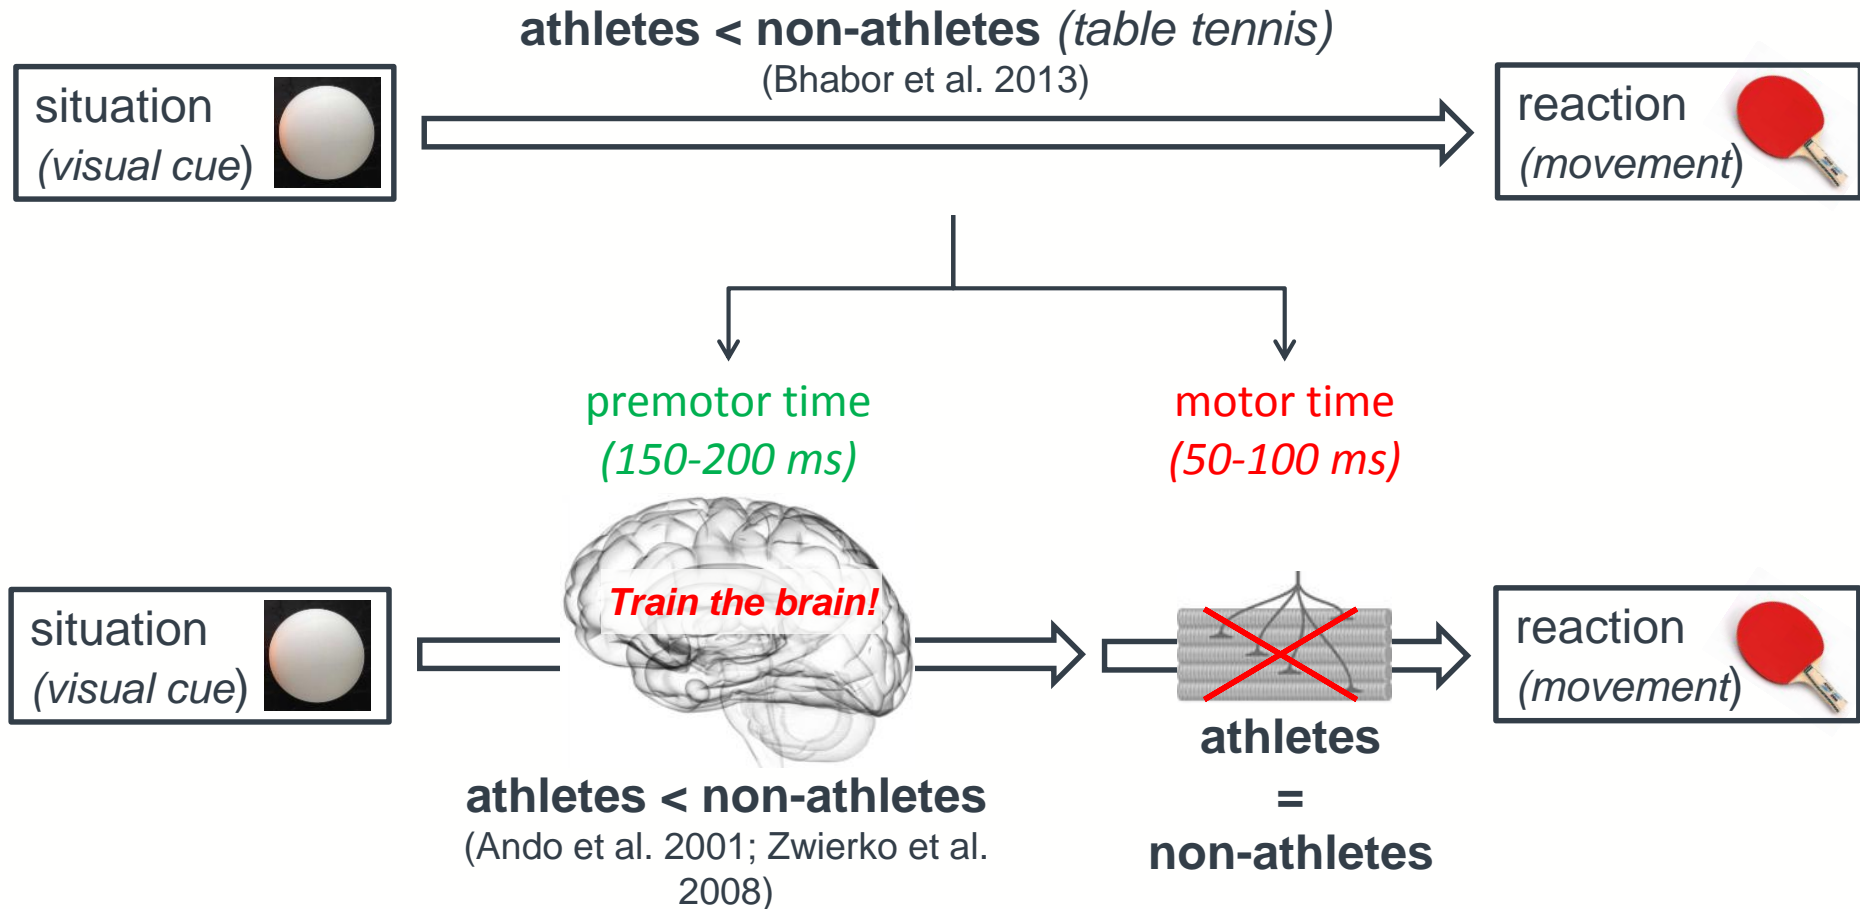 athletes < non-athletes (table tennis)
(Bhabor et al. 2013)
situation
(visual cue)
reaction
(movement)
premotor time
(150-200 ms)
motor time
(50-100 ms)
Train the brain!
situation
(visual cue)
reaction
(movement)
athletes < non-athletes
(Ando et al. 2001; Zwierko et al.
2008)
athletes
=
non-athletes